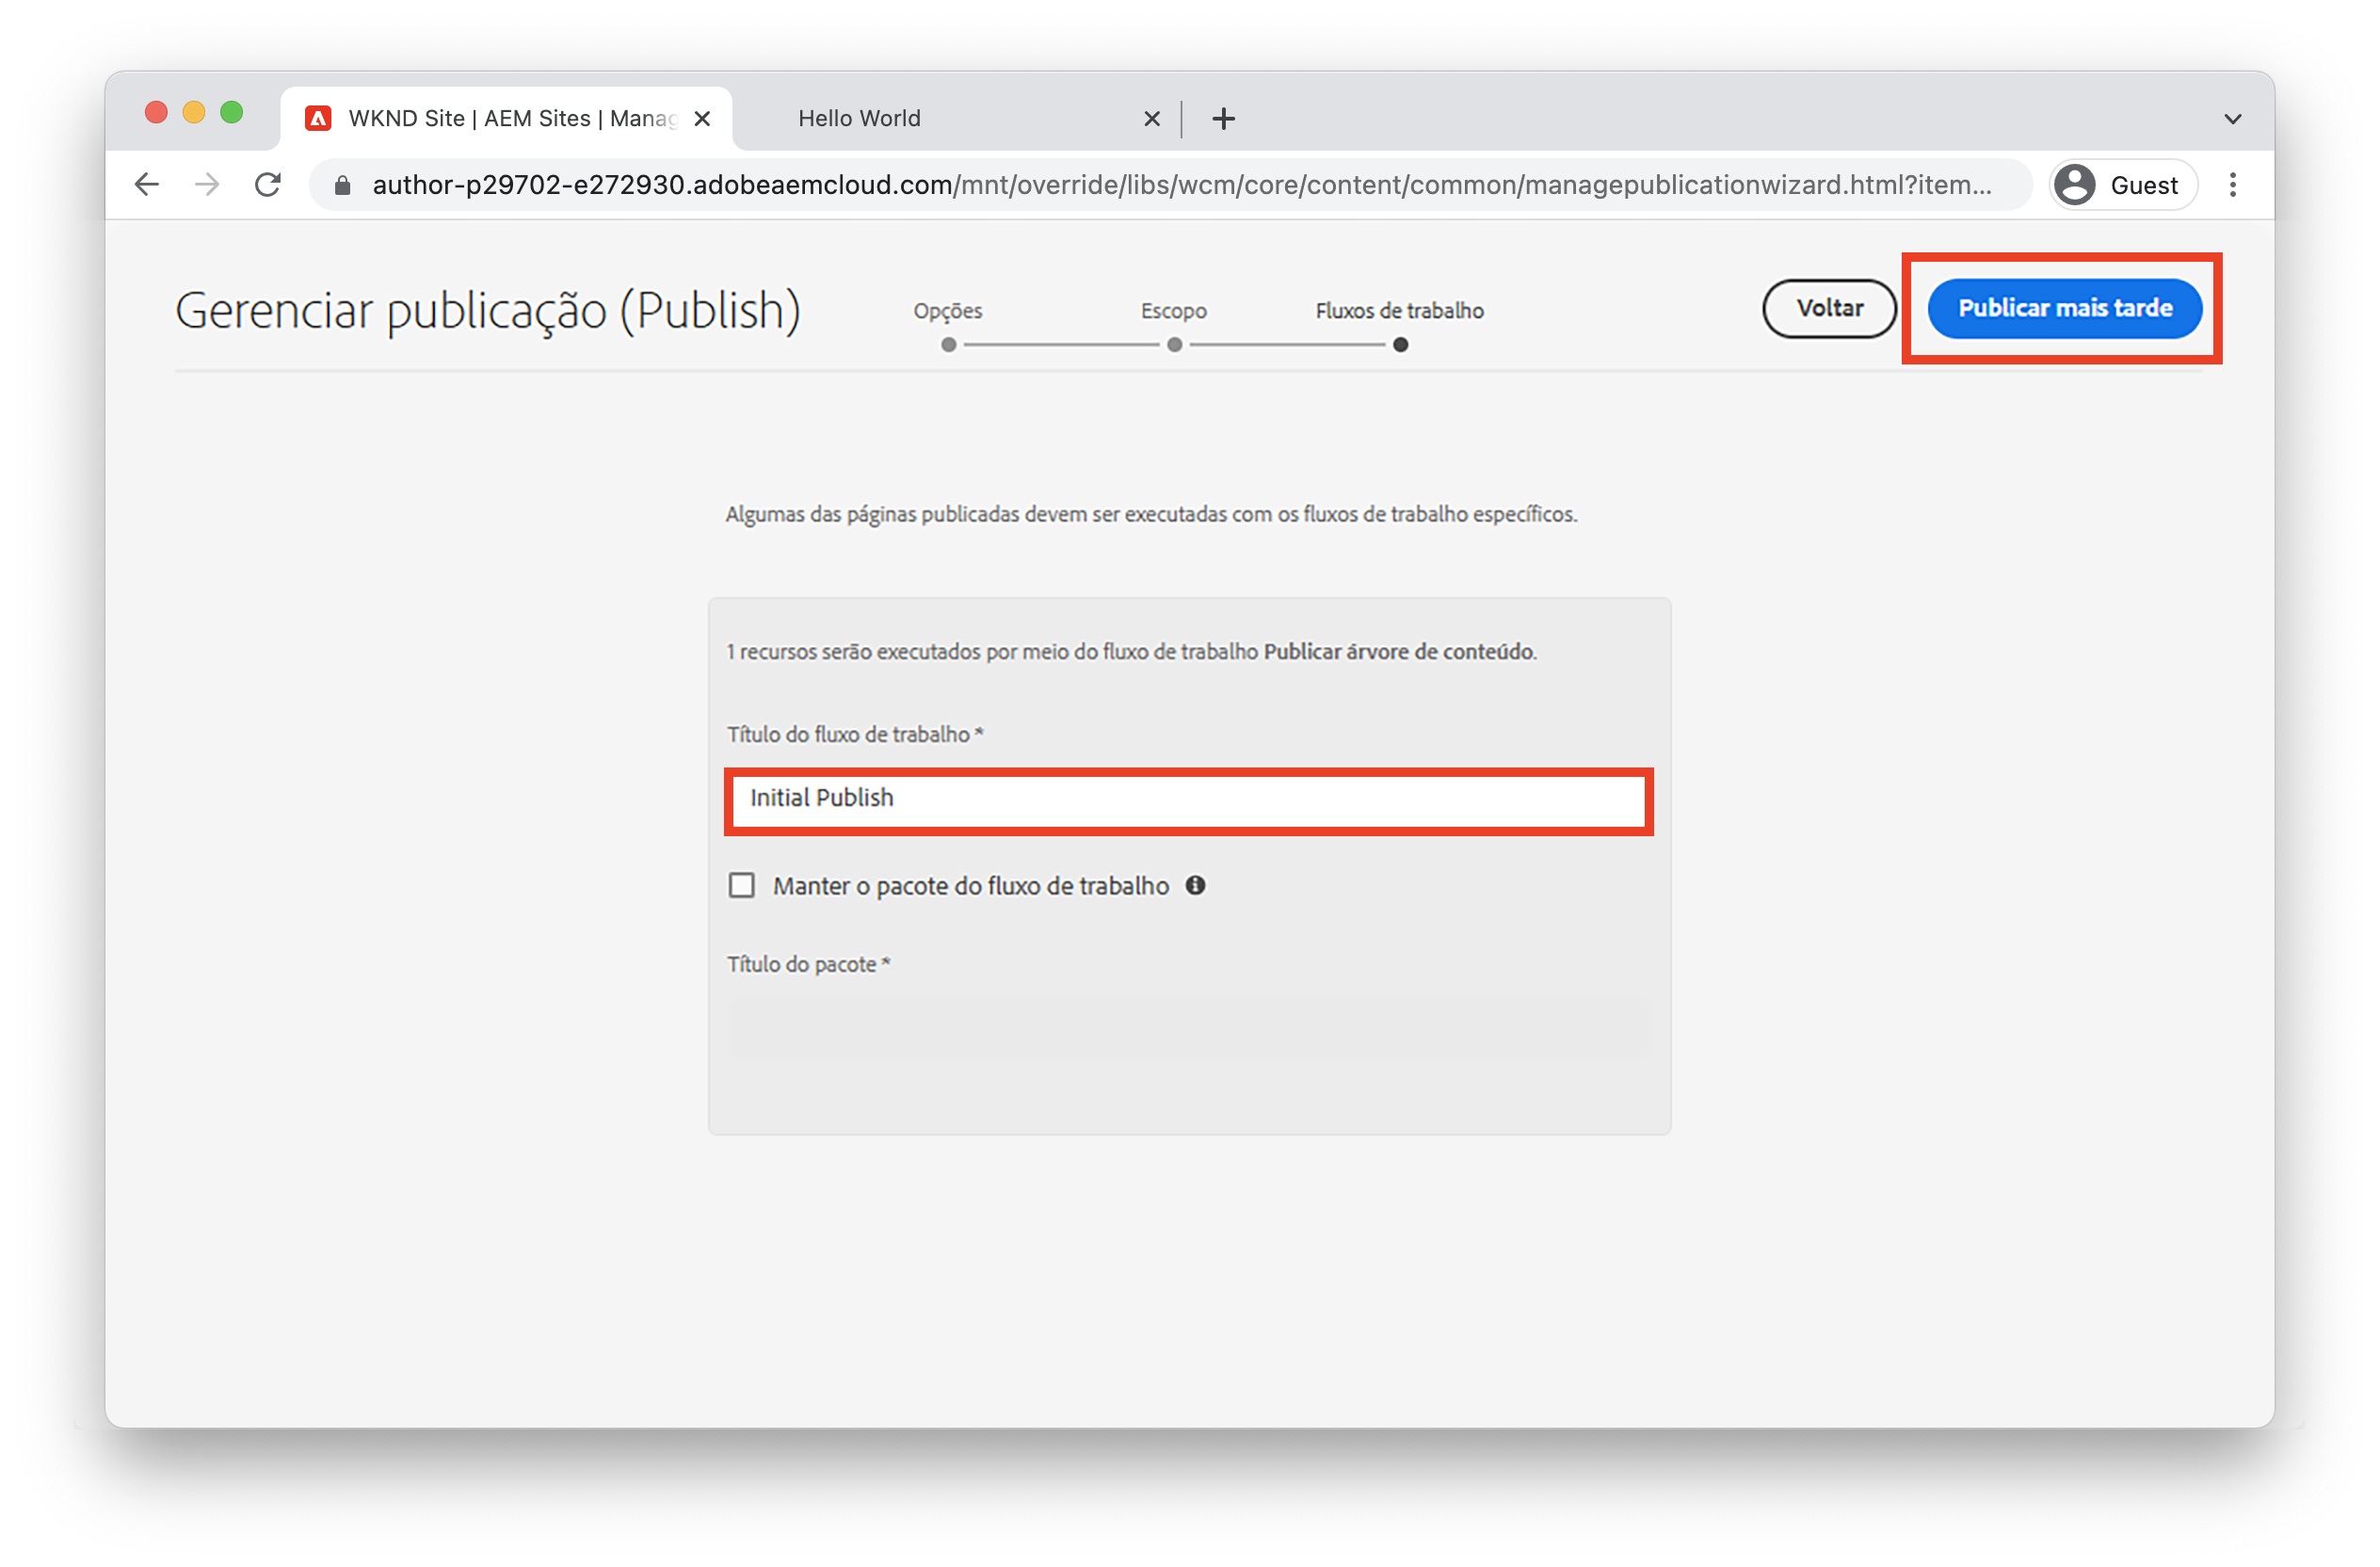 WKND Site | AEM Sites | Manag
Hello World
author-p29702-e272930.adobeaemcloud.com/mnt/override/libs/wcm/core/content/common/managepublicationwizard.html?item...
Guest
Gerenciar publicação (Publish)
Opções
Escopo
Fluxos de trabalho
Voltar
Publicar mais tarde
Algumas das páginas publicadas devem ser executadas com os fluxos de trabalho específicos.
1 recursos serão executados por meio do fluxo de trabalho Publicar árvore de conteúdo.
Título do fluxo de trabalho *
Initial Publish
Manter o pacote do fluxo de trabalho
Título do pacote *